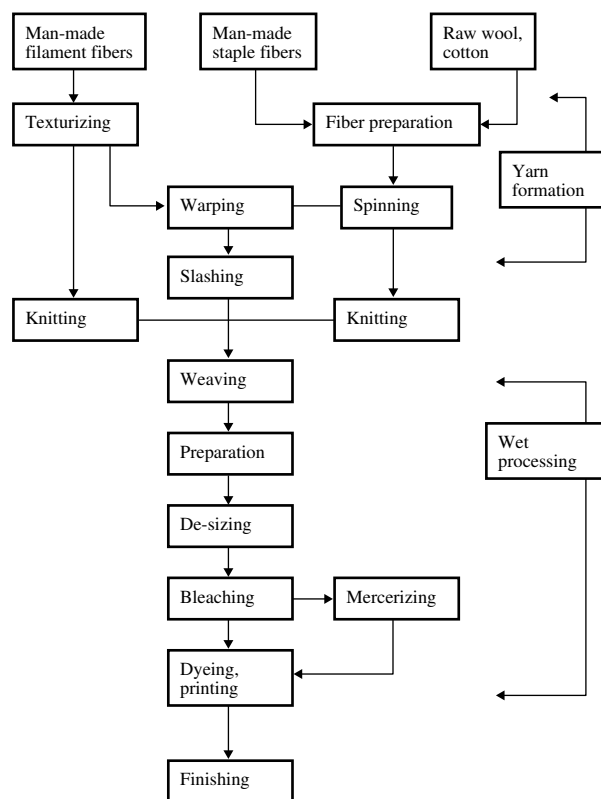 Man-made
filament fibers
Man-made
staple fibers
Raw wool,
cotton
Texturizing
Fiber preparation
Yarn
formation
Warping
Spinning
Slashing
Knitting
Knitting
Weaving
Wet
processing
Preparation
De-sizing
Bleaching
Mercerizing
Dyeing,
printing
Finishing